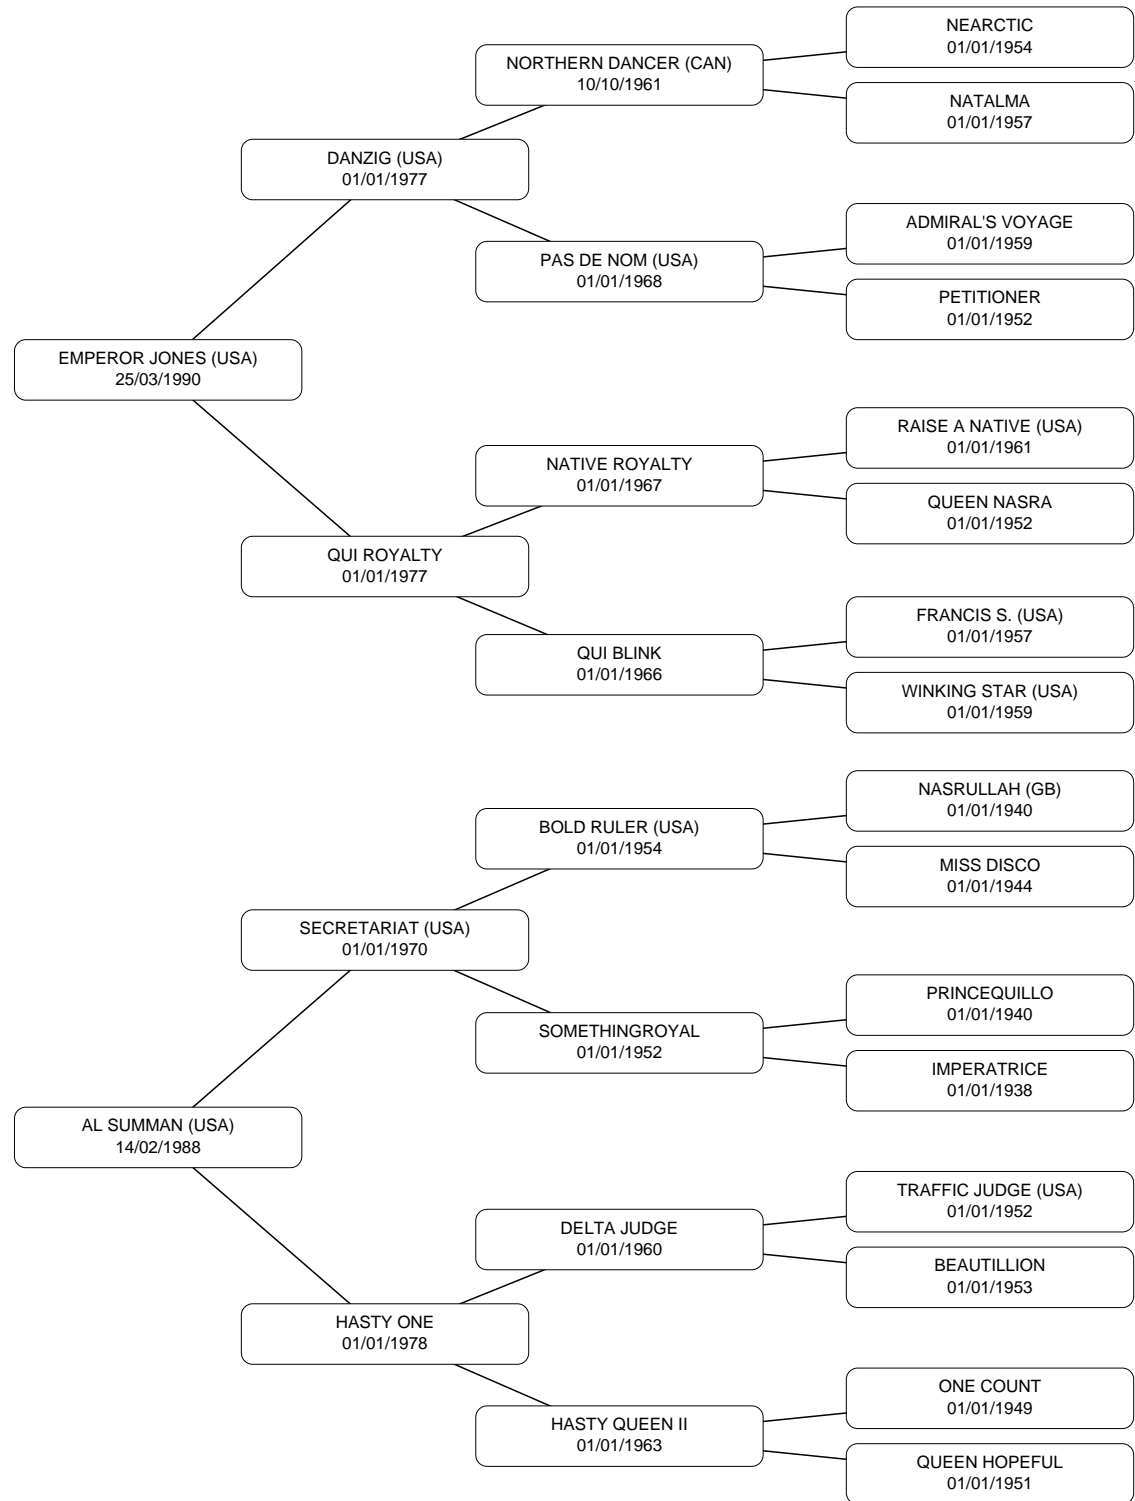 NEARCTIC
01/01/1954
NORTHERN DANCER (CAN)
10/10/1961
NATALMA
01/01/1957
DANZIG (USA)
01/01/1977
ADMIRAL'S VOYAGE
01/01/1959
PAS DE NOM (USA)
01/01/1968
PETITIONER
01/01/1952
EMPEROR JONES (USA)
25/03/1990
RAISE A NATIVE (USA)
01/01/1961
NATIVE ROYALTY
01/01/1967
QUEEN NASRA
01/01/1952
QUI ROYALTY
01/01/1977
FRANCIS S. (USA)
01/01/1957
QUI BLINK
01/01/1966
WINKING STAR (USA)
01/01/1959
NASRULLAH (GB)
01/01/1940
BOLD RULER (USA)
01/01/1954
MISS DISCO
01/01/1944
SECRETARIAT (USA)
01/01/1970
PRINCEQUILLO
01/01/1940
SOMETHINGROYAL
01/01/1952
IMPERATRICE
01/01/1938
AL SUMMAN (USA)
14/02/1988
TRAFFIC JUDGE (USA)
01/01/1952
DELTA JUDGE
01/01/1960
BEAUTILLION
01/01/1953
HASTY ONE
01/01/1978
ONE COUNT
01/01/1949
HASTY QUEEN II
01/01/1963
QUEEN HOPEFUL
01/01/1951